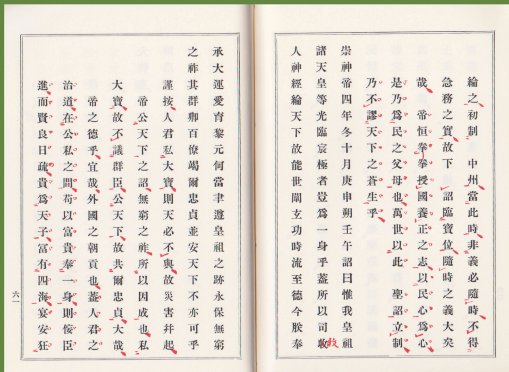 綸之初制　中州當此時非義必隨時不得
急務之實故下　詔臨寶位隨時之義大矣
哉　帝恒拳拳授國養正之志以民心爲心
是乃爲民之父母也萬世以此　聖詔立制
乃不謬天下之蒼生乎
崇神帝四年冬十月庚申朔壬午詔曰惟我皇祖
諸天皇等光臨宸極者豈爲一身乎蓋所以司牧
人神經綸天下故能世闡玄功時流至德今朕奉
承大運愛育黎元何當聿遵皇祖之跡永保無窮
之祚其群卿百僚竭爾忠貞並安天下不亦可乎
謹按人君私大寶則天必不與故災害幷起
帝公天下之詔無窮之祚所以因成也私
大寶故不議群臣公天下故共爾忠貞大哉
帝之德乎宜哉外國之朝貢也蓋人君之
治道在公私之間苟以富貴奉一身則佞臣
進而賢良日疏貴爲天子富有四海宴安狂
六一